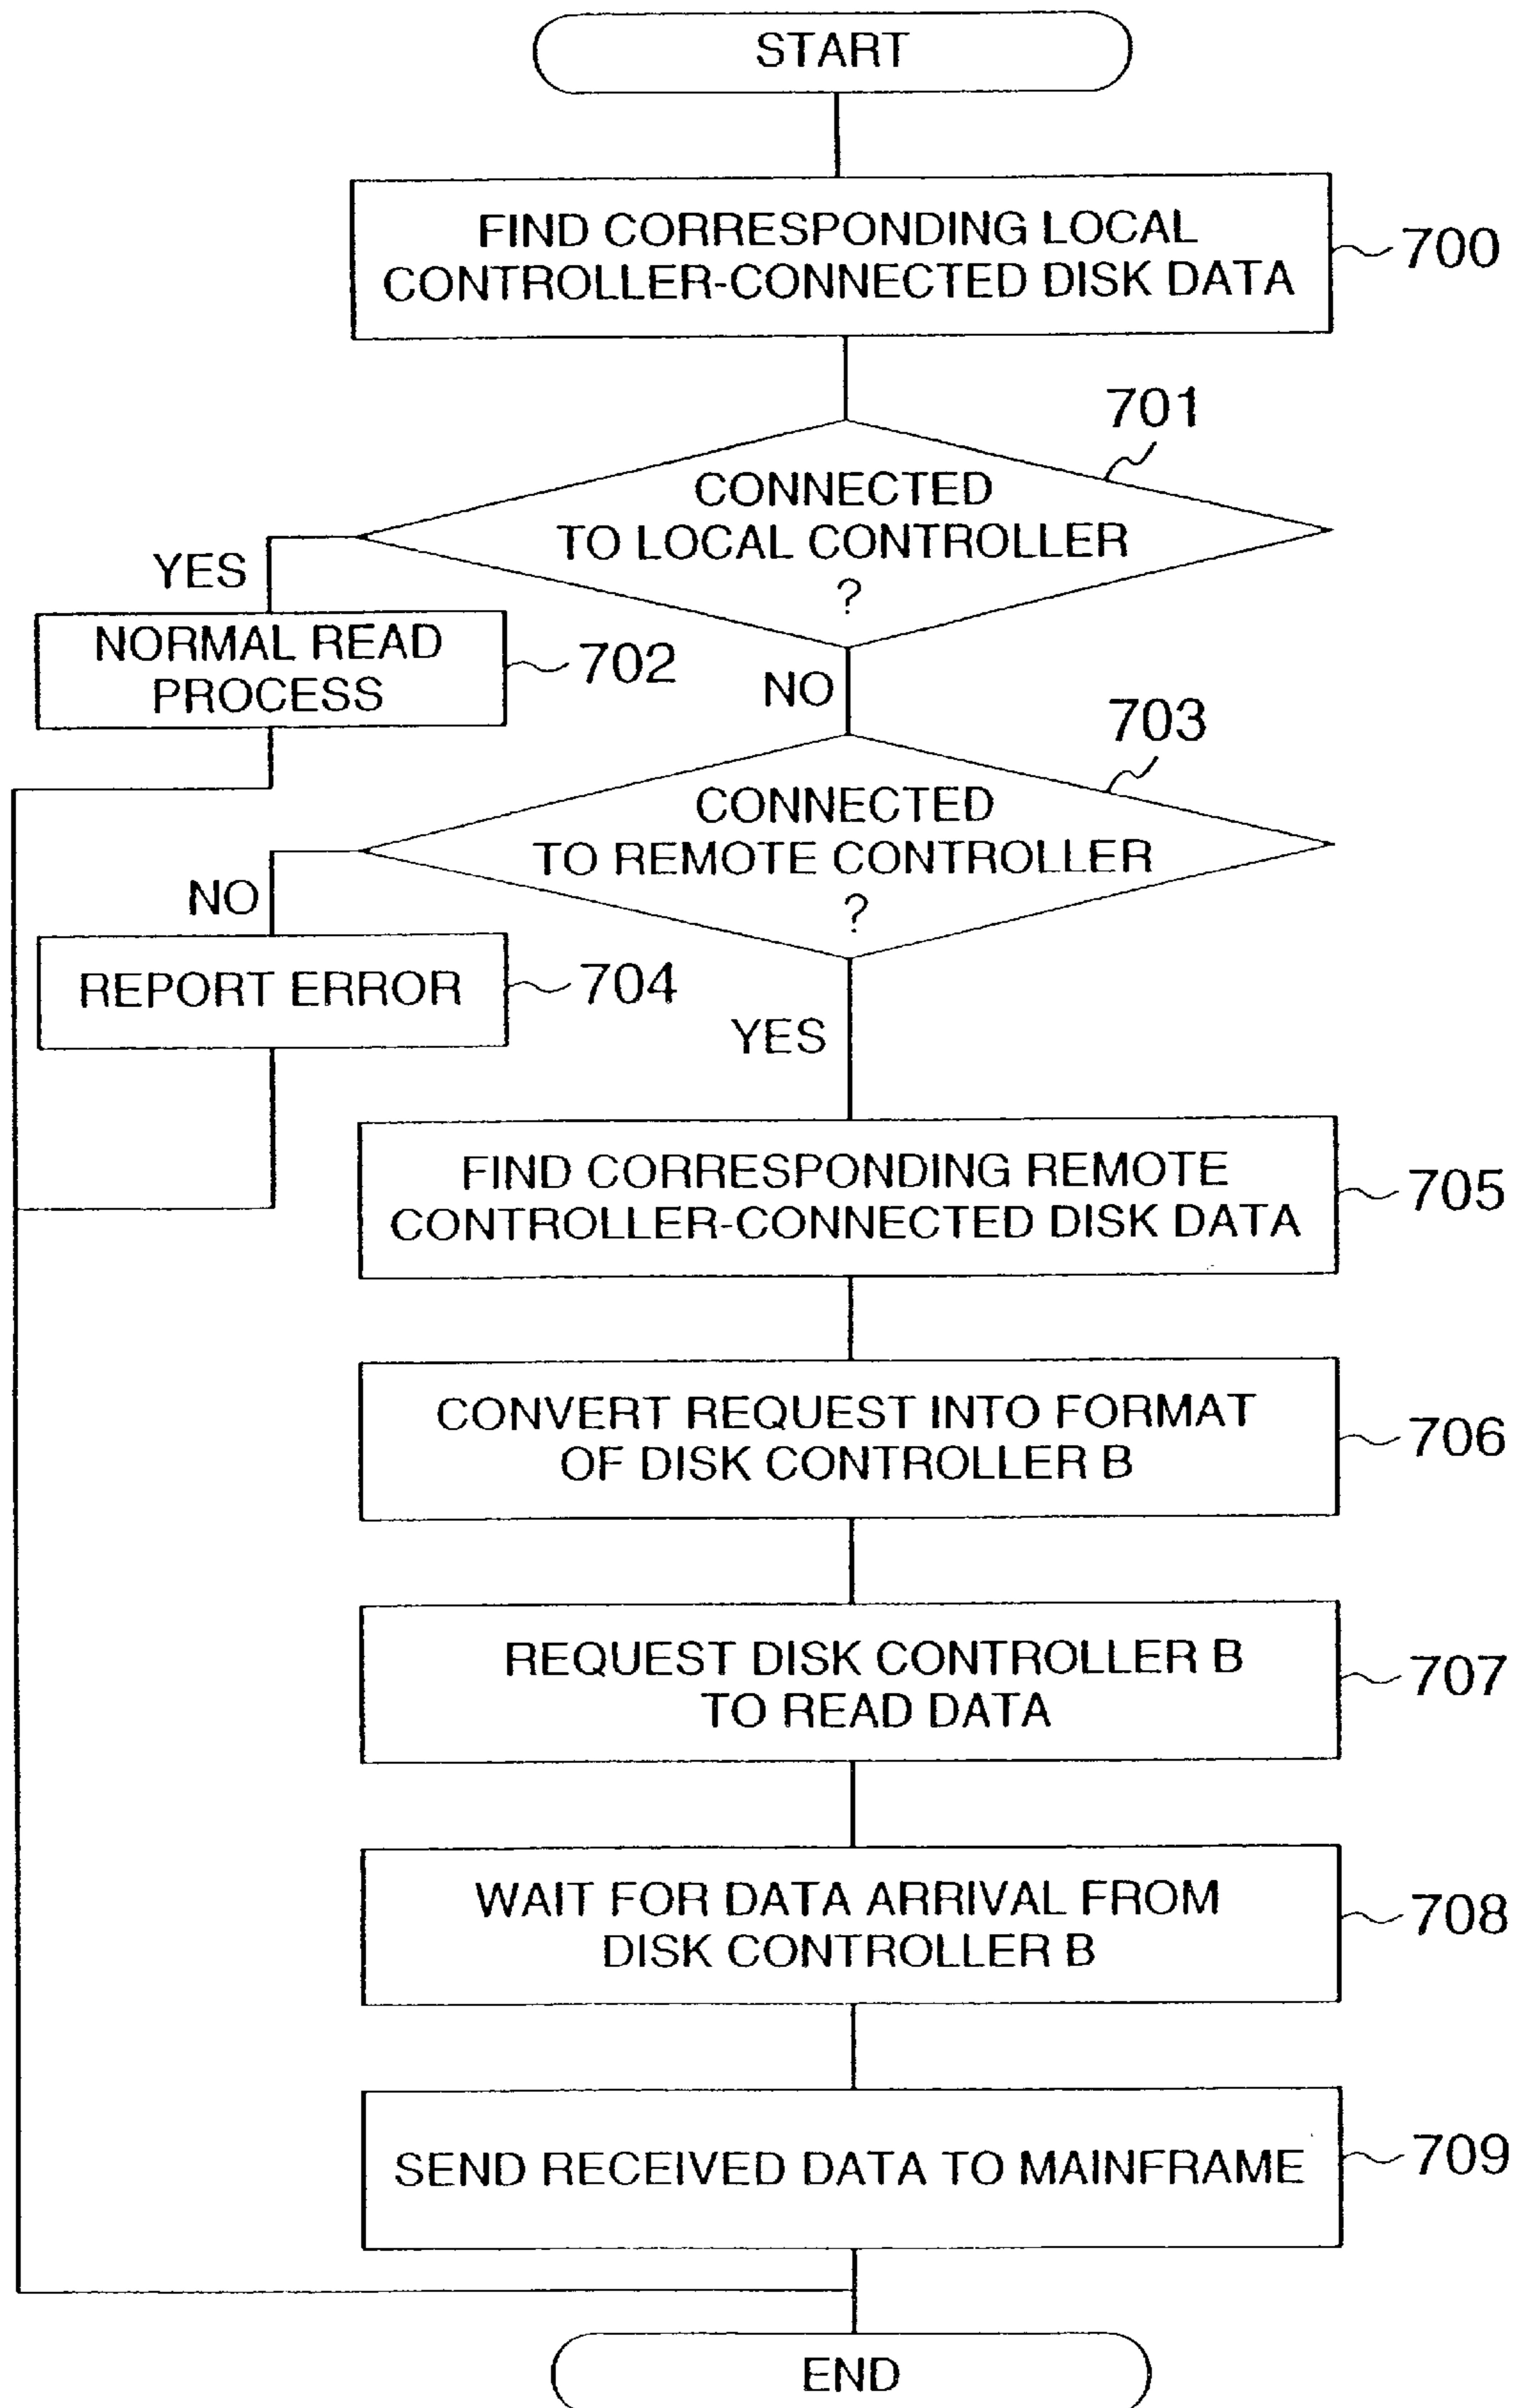 START
FIND CORRESPONDING LOCAL
CONTROLLER-CONNECTED DISK DATA
700
701
CONNECTED
TO LOCAL CONTROLLER
?
YES
NORMAL READ
PROCESS
702
NO
703
CONNECTED
TO REMOTE CONTROLLER
?
NO
REPORT ERROR
704
YES
FIND CORRESPONDING REMOTE
CONTROLLER-CONNECTED DISK DATA
705
CONVERT REQUEST INTO FORMAT
OF DISK CONTROLLER B
706
REQUEST DISK CONTROLLER B
TO READ DATA
707
WAIT FOR DATA ARRIVAL FROM
DISK CONTROLLER B
708
SEND RECEIVED DATA TO MAINFRAME
709
END